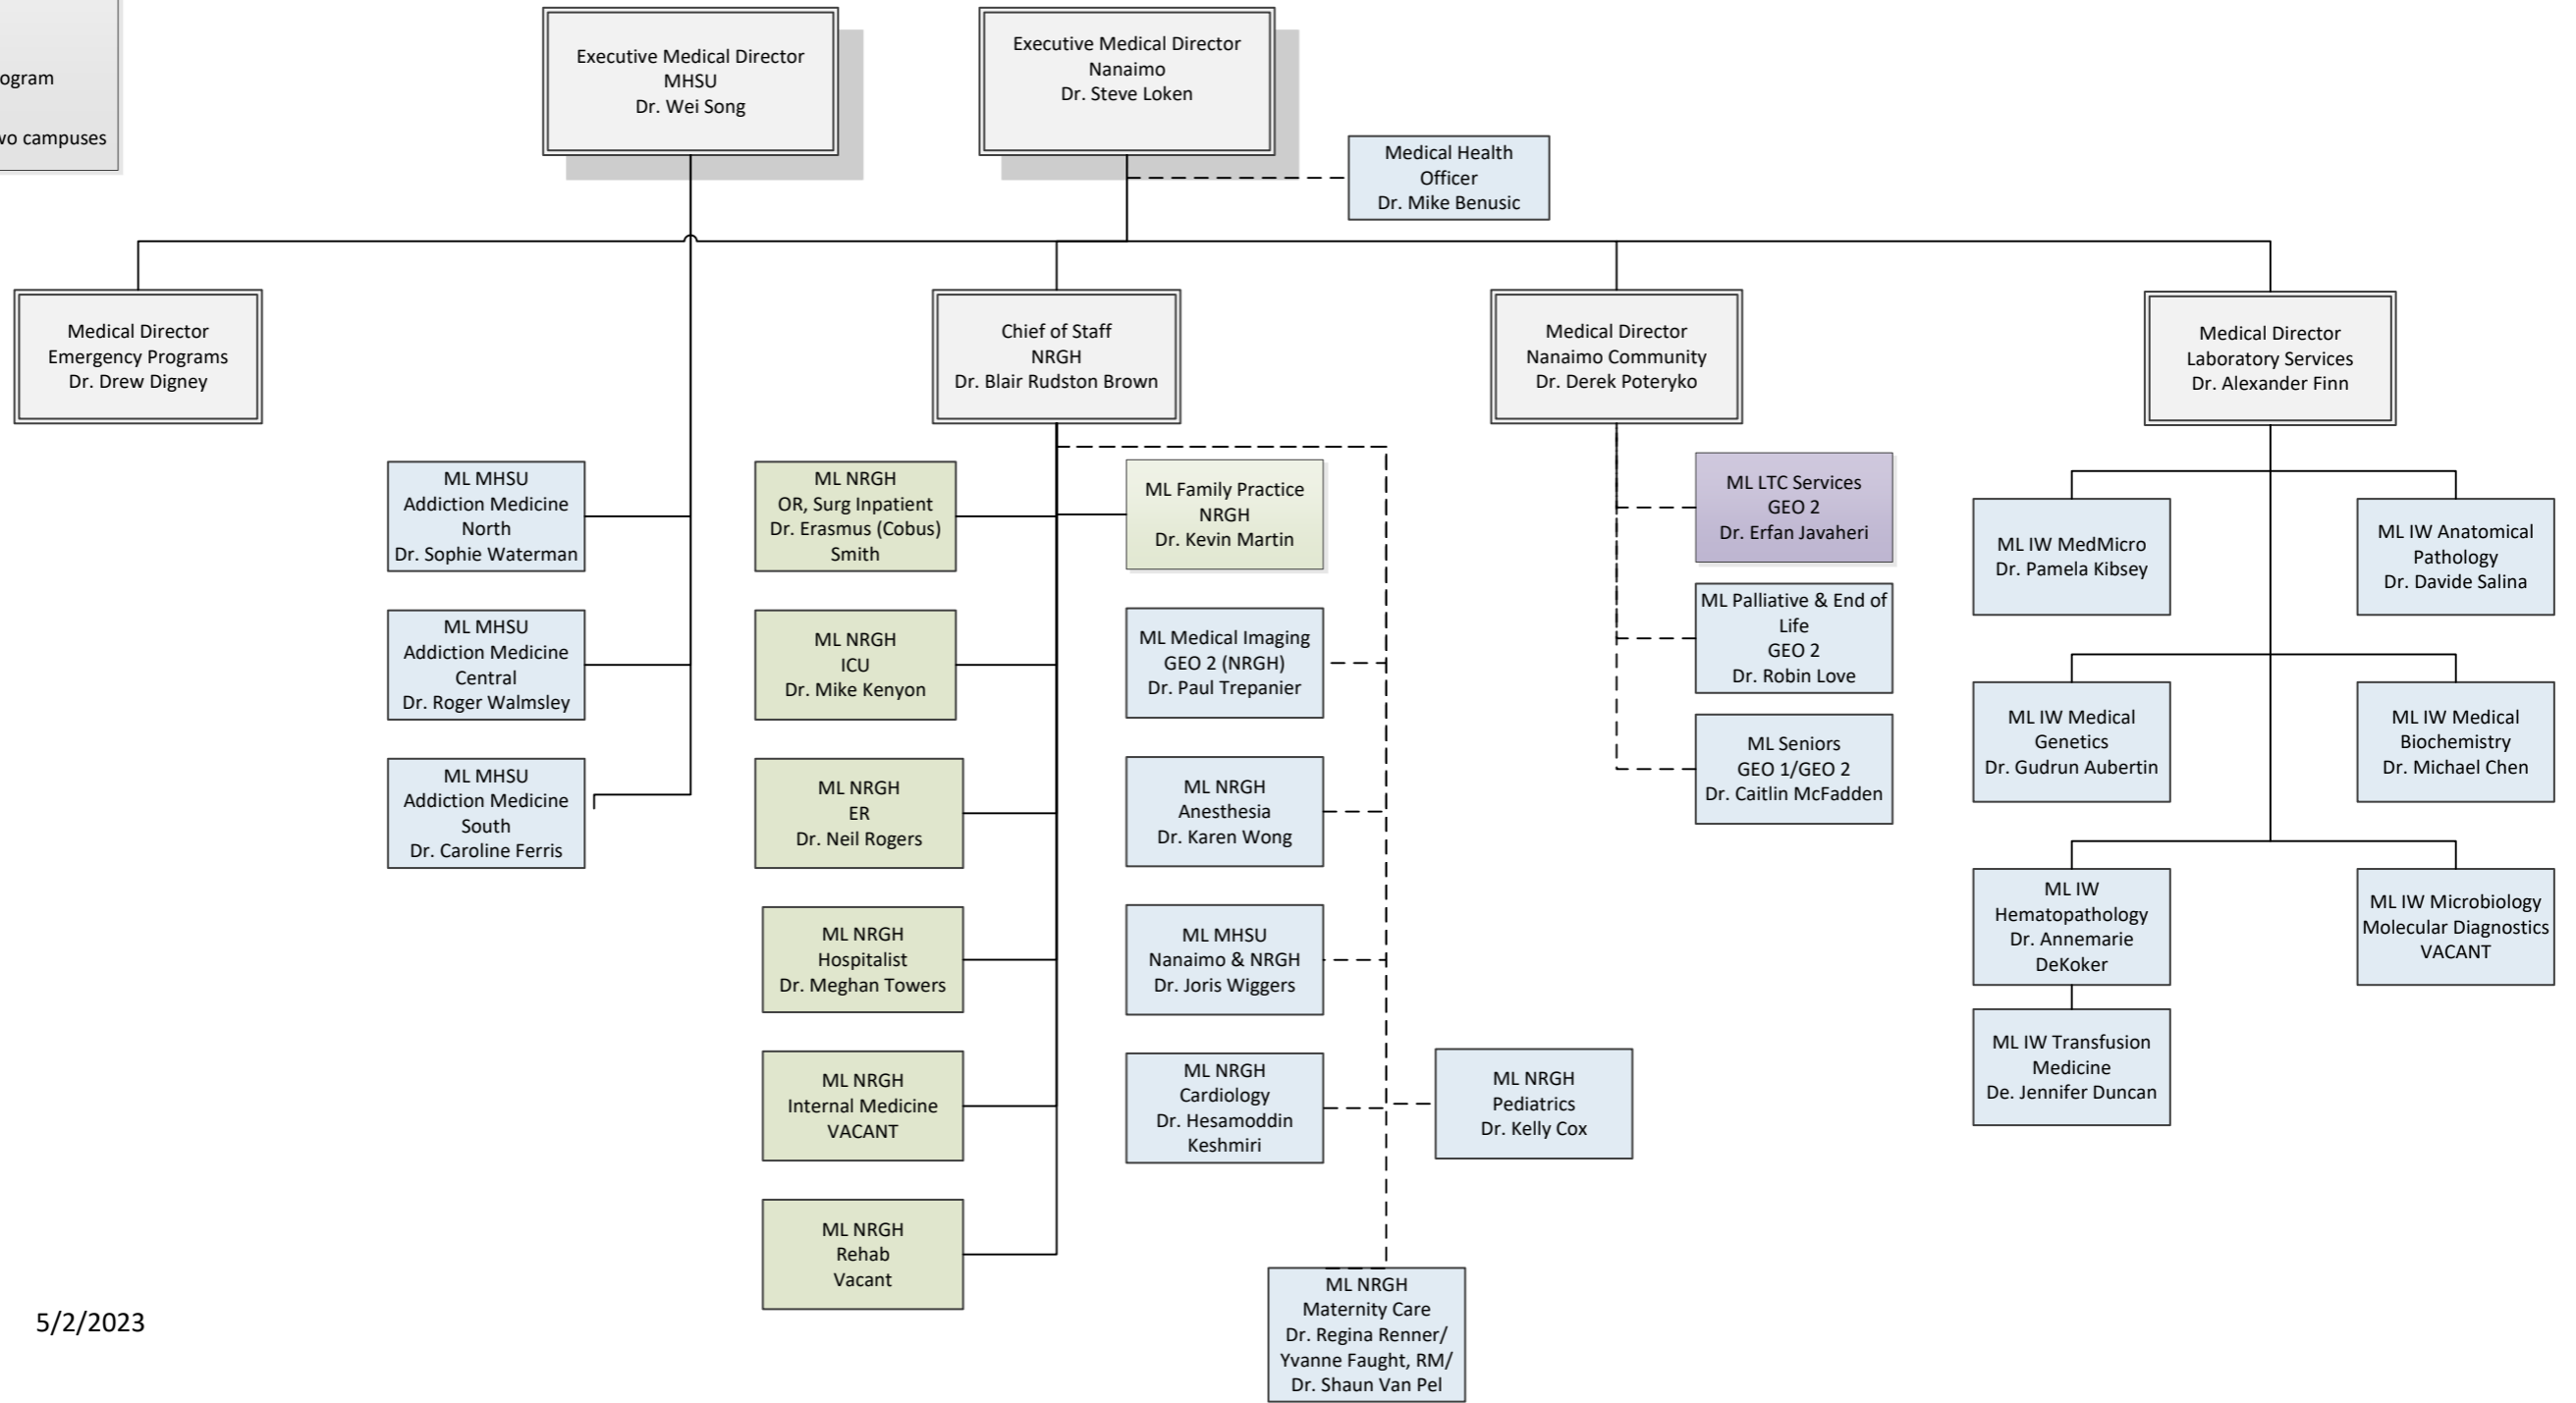 ogram
wo campuses
Executive Medical Director
MHSU
Dr. Wei Song
Executive Medical Director
Nanaimo
Dr. Steve Loken
Medical Health
Officer
Dr. Mike Benusic
Medical Director
Emergency Programs
Dr. Drew Digney
Chief of Staff
NRGH
Dr. Blair Rudston Brown
Medical Director
Nanaimo Community
Dr. Derek Poteryko
Medical Director
Laboratory Services
Dr. Alexander Finn
ML MHSU
Addiction Medicine
North
Dr. Sophie Waterman
ML MHSU
Addiction Medicine
Central
Dr. Roger Walmsley
ML MHSU
Addiction Medicine
South
Dr. Caroline Ferris
ML NRGH
OR, Surg Inpatient
Dr. Erasmus (Cobus)
Smith
ML NRGH
ICU
Dr. Mike Kenyon
ML NRGH
ER
Dr. Neil Rogers
ML NRGH
Hospitalist
Dr. Meghan Towers
ML NRGH
Internal Medicine
VACANT
ML NRGH
Rehab
Vacant
ML Family Practice
NRGH
Dr. Kevin Martin
ML Medical Imaging
GEO 2 (NRGH)
Dr. Paul Trepanier
ML NRGH
Anesthesia
Dr. Karen Wong
ML MHSU
Nanaimo & NRGH
Dr. Joris Wiggers
ML NRGH
Cardiology
Dr. Hesamoddin
Keshmiri
ML NRGH
Pediatrics
Dr. Kelly Cox
ML NRGH
Maternity Care
Dr. Regina Renner/
Yvanne Faught, RM/
Dr. Shaun Van Pel
ML LTC Services
GEO 2
Dr. Erfan Javaheri
ML Palliative & End of
Life
GEO 2
Dr. Robin Love
ML Seniors
GEO 1/GEO 2
Dr. Caitlin McFadden
ML IW MedMicro
Dr. Pamela Kibsey
ML IW Anatomical
Pathology
Dr. Davide Salina
ML IW Medical
Genetics
Dr. Gudrun Aubertin
ML IW Medical
Biochemistry
Dr. Michael Chen
ML IW
Hematopathology
Dr. Annemarie
DeKoker
ML IW Microbiology
Molecular Diagnostics
VACANT
ML IW Transfusion
Medicine
De. Jennifer Duncan
5/2/2023